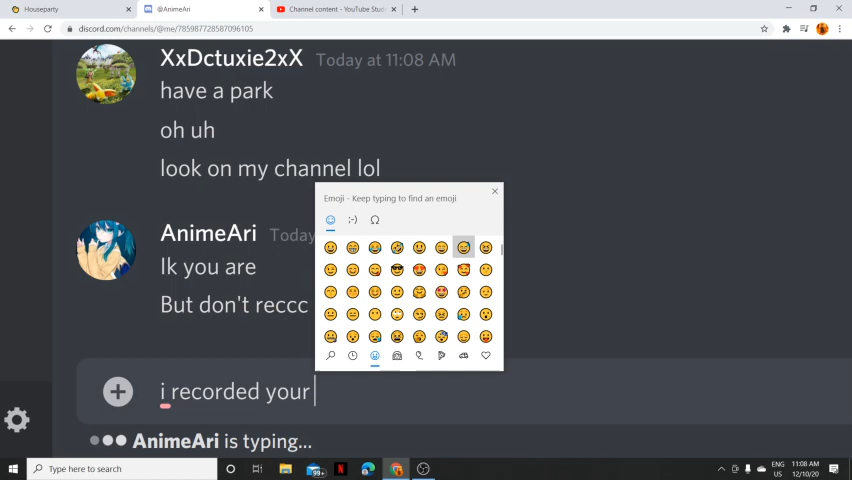 Houseparty
@AnimeAri
Channel content - YouTube Stud
discord.com/channels/@me/785987728587096105
XxDctuxie2xX Today at 11:08 AM
have a park
oh uh
look on my channel lol
AnimeAri Today
Ik you are
But don't reccc
Emoji - Keep typing to find an emoji
;-)
Ω
i recorded your
AnimeAri is typing...
Type here to search
99+
ENG
US
11:08 AM
12/10/20